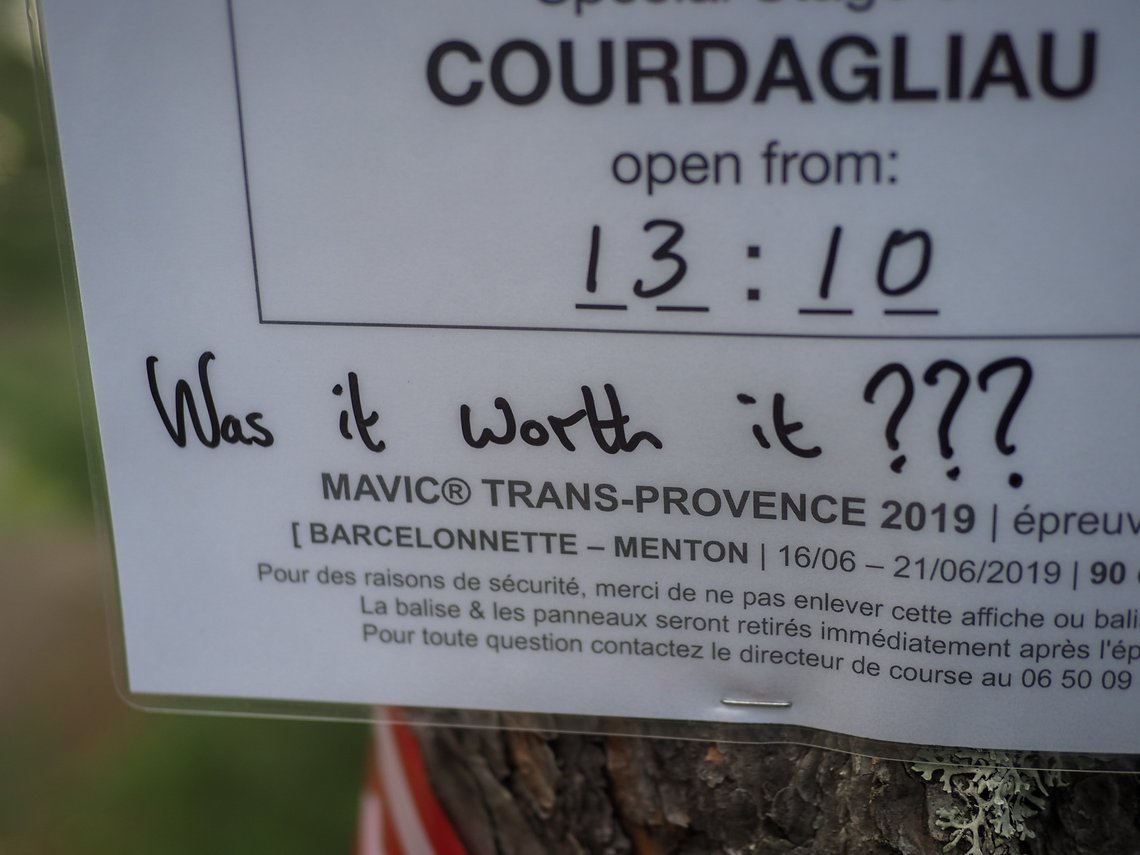 Special Stage
COURDAGLIAU
open from:
13:10
Was it worth it ???
MAVIC® TRANS-PROVENCE 2019 | épreuv
[ BARCELONNETTE – MENTON | 16/06 – 21/06/2019 | 90
Pour des raisons de sécurité, merci de ne pas enlever cette affiche ou bali
La balise & les panneaux seront retirés immédiatement après l'ép
Pour toute question contactez le directeur de course au 06 50 09